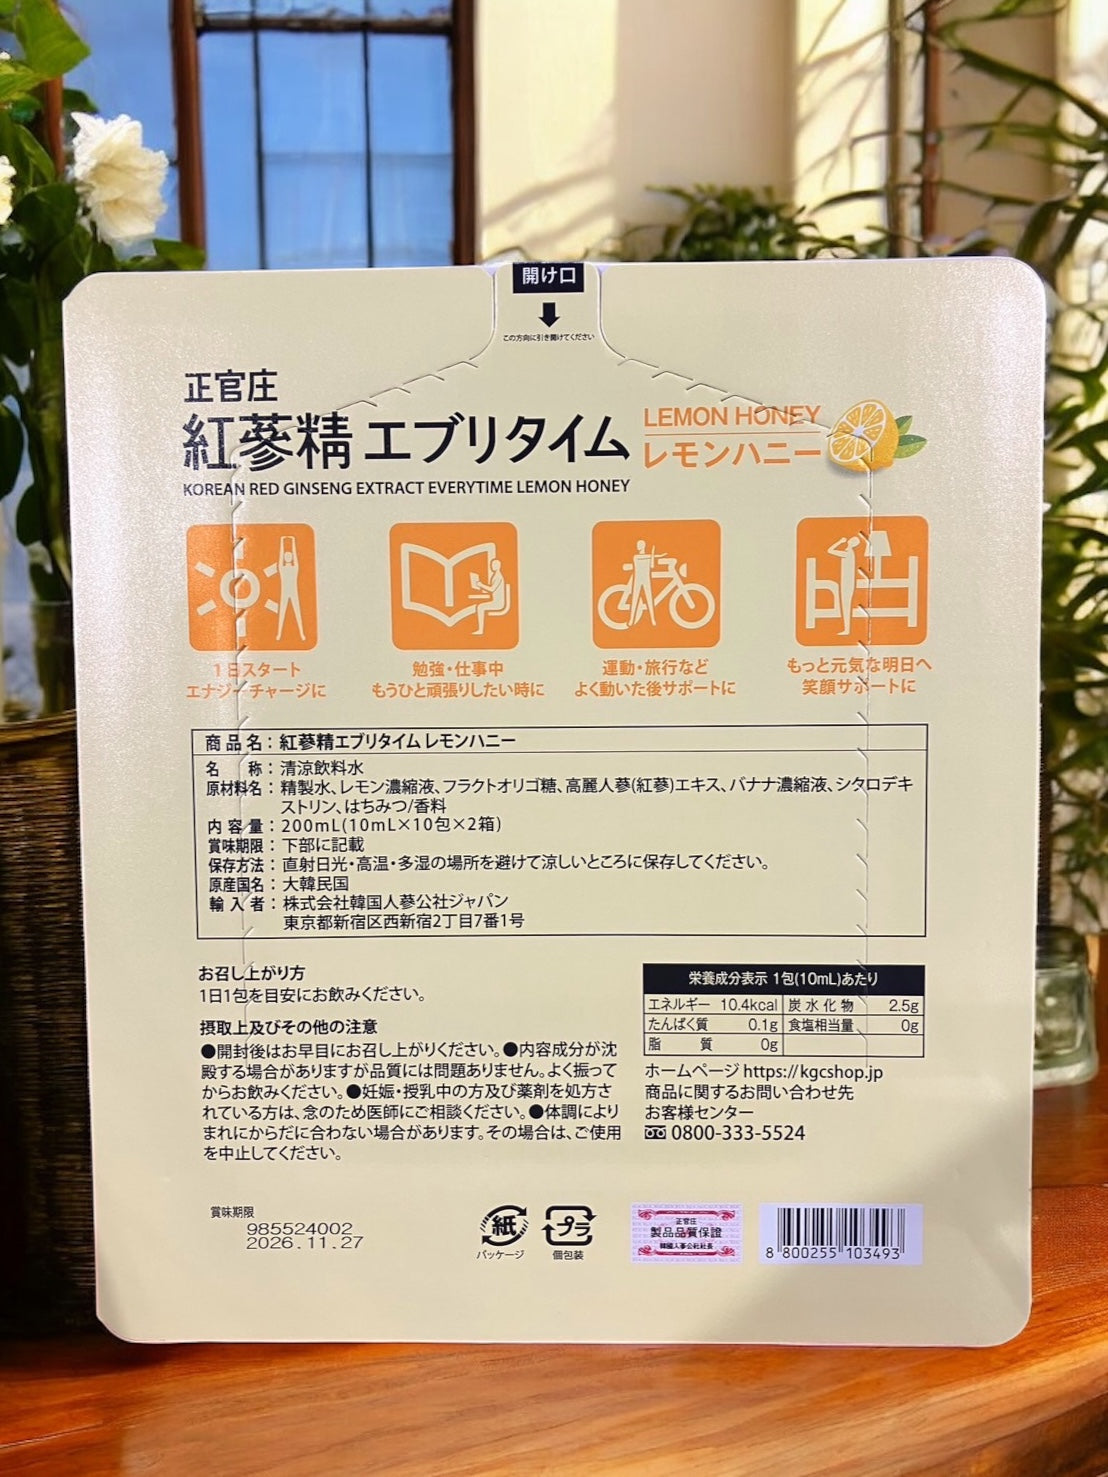 開け口
この方向に引き開けてください
正官庄
紅蔘精 エブリタイム
LEMON HONEY
レモンハニー
KOREAN RED GINSENG EXTRACT EVERYTIME LEMON HONEY
1日スタート
エナジーチャージに
勉強・仕事中
もうひと頑張りしたい時に
運動・旅行など
よく動いた後サポートに
もっと元気な明日へ
笑顔サポートに
商品名：紅蔘精エブリタイム レモンハニー
名 称：清涼飲料水
原材料名：精製水、レモン濃縮液、フラクトオリゴ糖、高麗人蔘(紅蔘)エキス、バナナ濃縮液、シクロデキ
ストリン、はちみつ/香料
内容量：200mL(10mL×10包×2箱)
賞味期限：下部に記載
保存方法：直射日光・高温・多湿の場所を避けて涼しいところに保存してください。
原産国名：大韓民国
輸入者：株式会社韓国人蔘公社ジャパン
東京都新宿区西新宿2丁目7番1号
お召し上がり方
1日1包を目安にお飲みください。
摂取上及びその他の注意
●開封後はお早目にお召し上がりください。●内容成分が沈
殿する場合がありますが品質には問題ありません。よく振って
からお飲みください。●妊娠・授乳中の方及び薬剤を処方さ
れている方は、念のため医師にご相談ください。●体調により
まれにからだに合わない場合があります。その場合は、ご使用
を中止してください。
栄養成分表示 1包(10mL)あたり
エネルギー 10.4kcal 炭水化物 2.5g
たんぱく質 0.1g 食塩相当量 0g
脂 質 0g
ホームページ https://kgcshop.jp
商品に関するお問い合わせ先
お客様センター
0800-333-5524
賞味期限
985524002
2026.11.27
紙
パッケージ
プラ
個包装
正官庄
製品品質保證
韓國人蔘公社社長
8 800255 103493